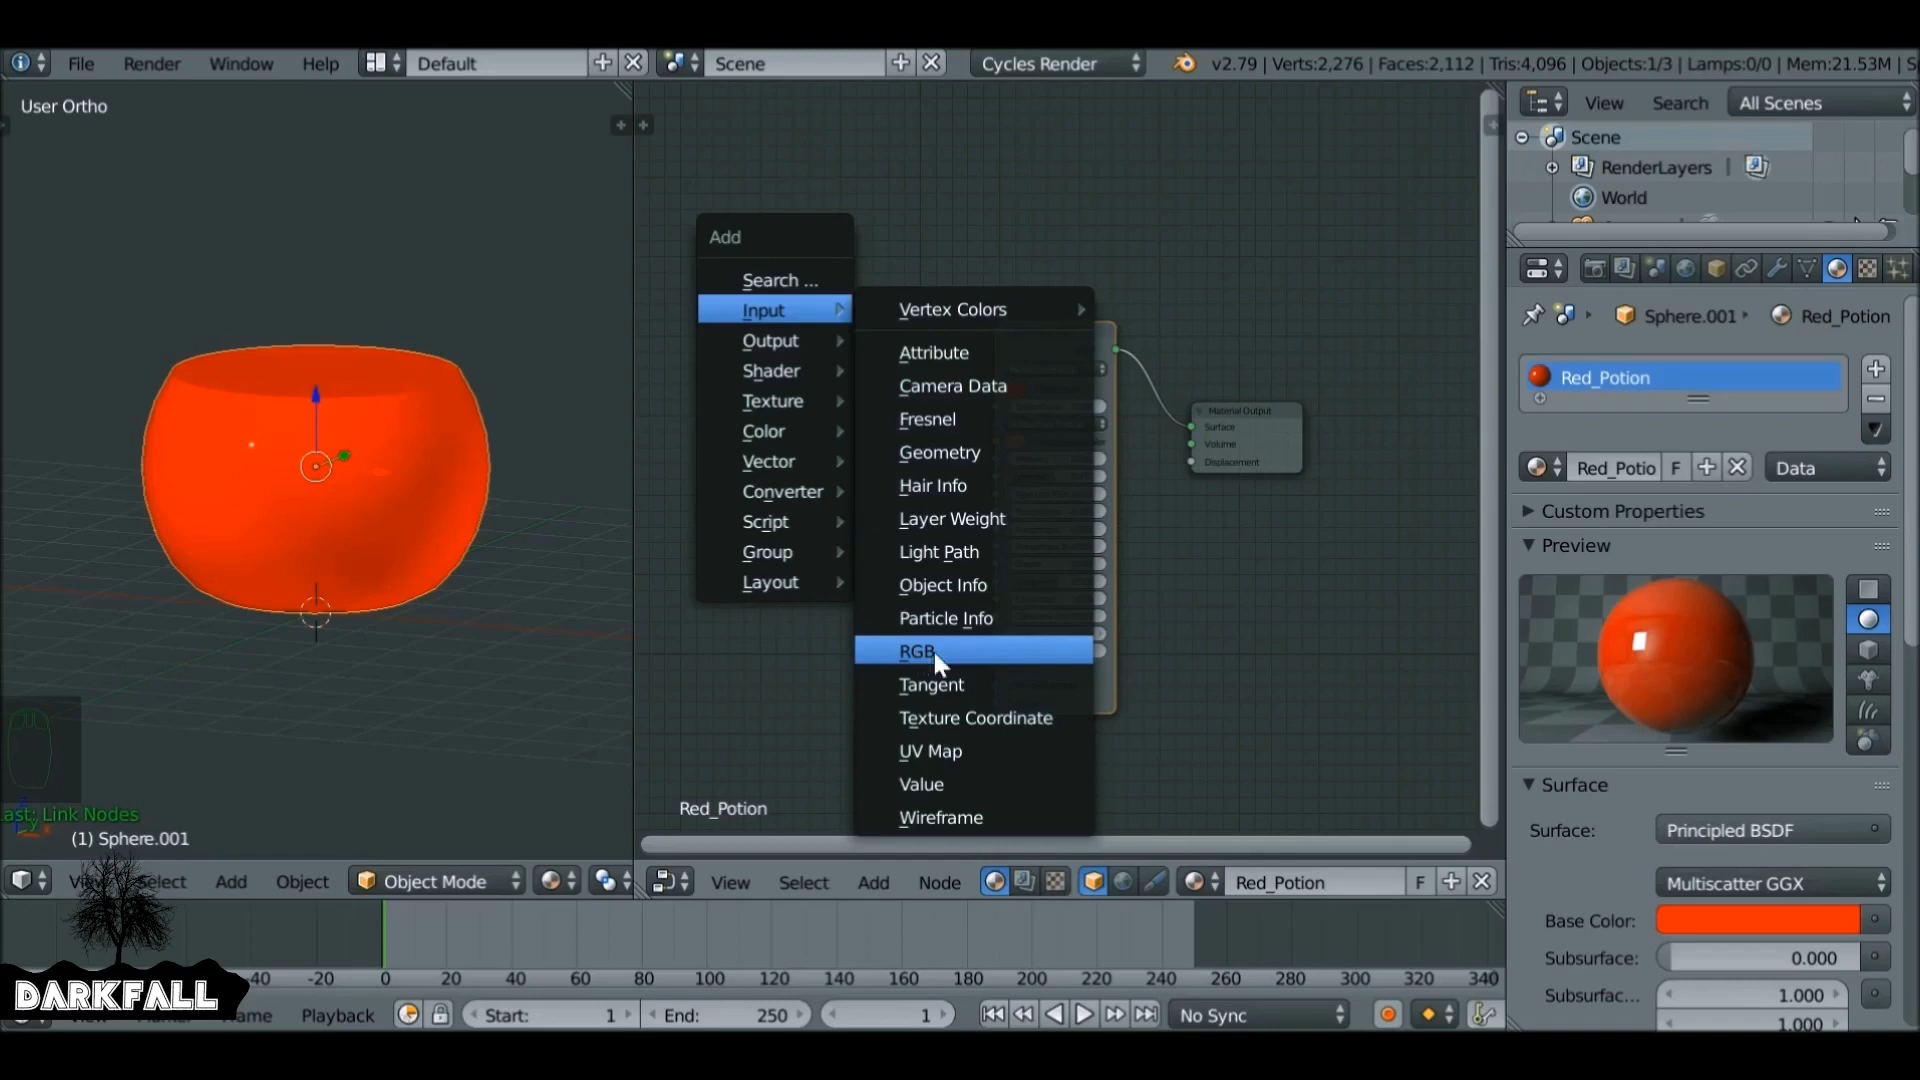 File Render Window Help Default Scene Cycles Render v2.79 | Verts:2,276 | Faces:2,112 | Tris:4,096 | Objects:1/3 | Lamps:0/0 | Mem:21.53M |
User Ortho
View Search All Scenes
Scene
RenderLayers |
World
Add
Search ...
Input
Output
Shader
Texture
Color
Vector
Converter
Script
Group
Layout
Vertex Colors
Attribute
Camera Data
Fresnel
Geometry
Hair Info
Layer Weight
Light Path
Object Info
Particle Info
RGB
Tangent
Texture Coordinate
UV Map
Value
Wireframe
Material Output
Surface
Volume
Displacement
Sphere.001 Red_Potion
Red_Potion
Red_Potio F Data
Custom Properties
Preview
Surface
Surface: Principled BSDF
Multiscatter GGX
Base Color:
Subsurface: 0.000
Subsurfac... 1.000
1.000
Red_Potion
Last: Link Nodes
(1) Sphere.001
View Select Add Object Object Mode
View Select Add Node Red_Potion F
-40 -20 0 20 40 60 80 100 120 140 160 180 200 220 240 260 280 300 320 340
Playback Start: 1 End: 250 1 No Sync
DARKFALL